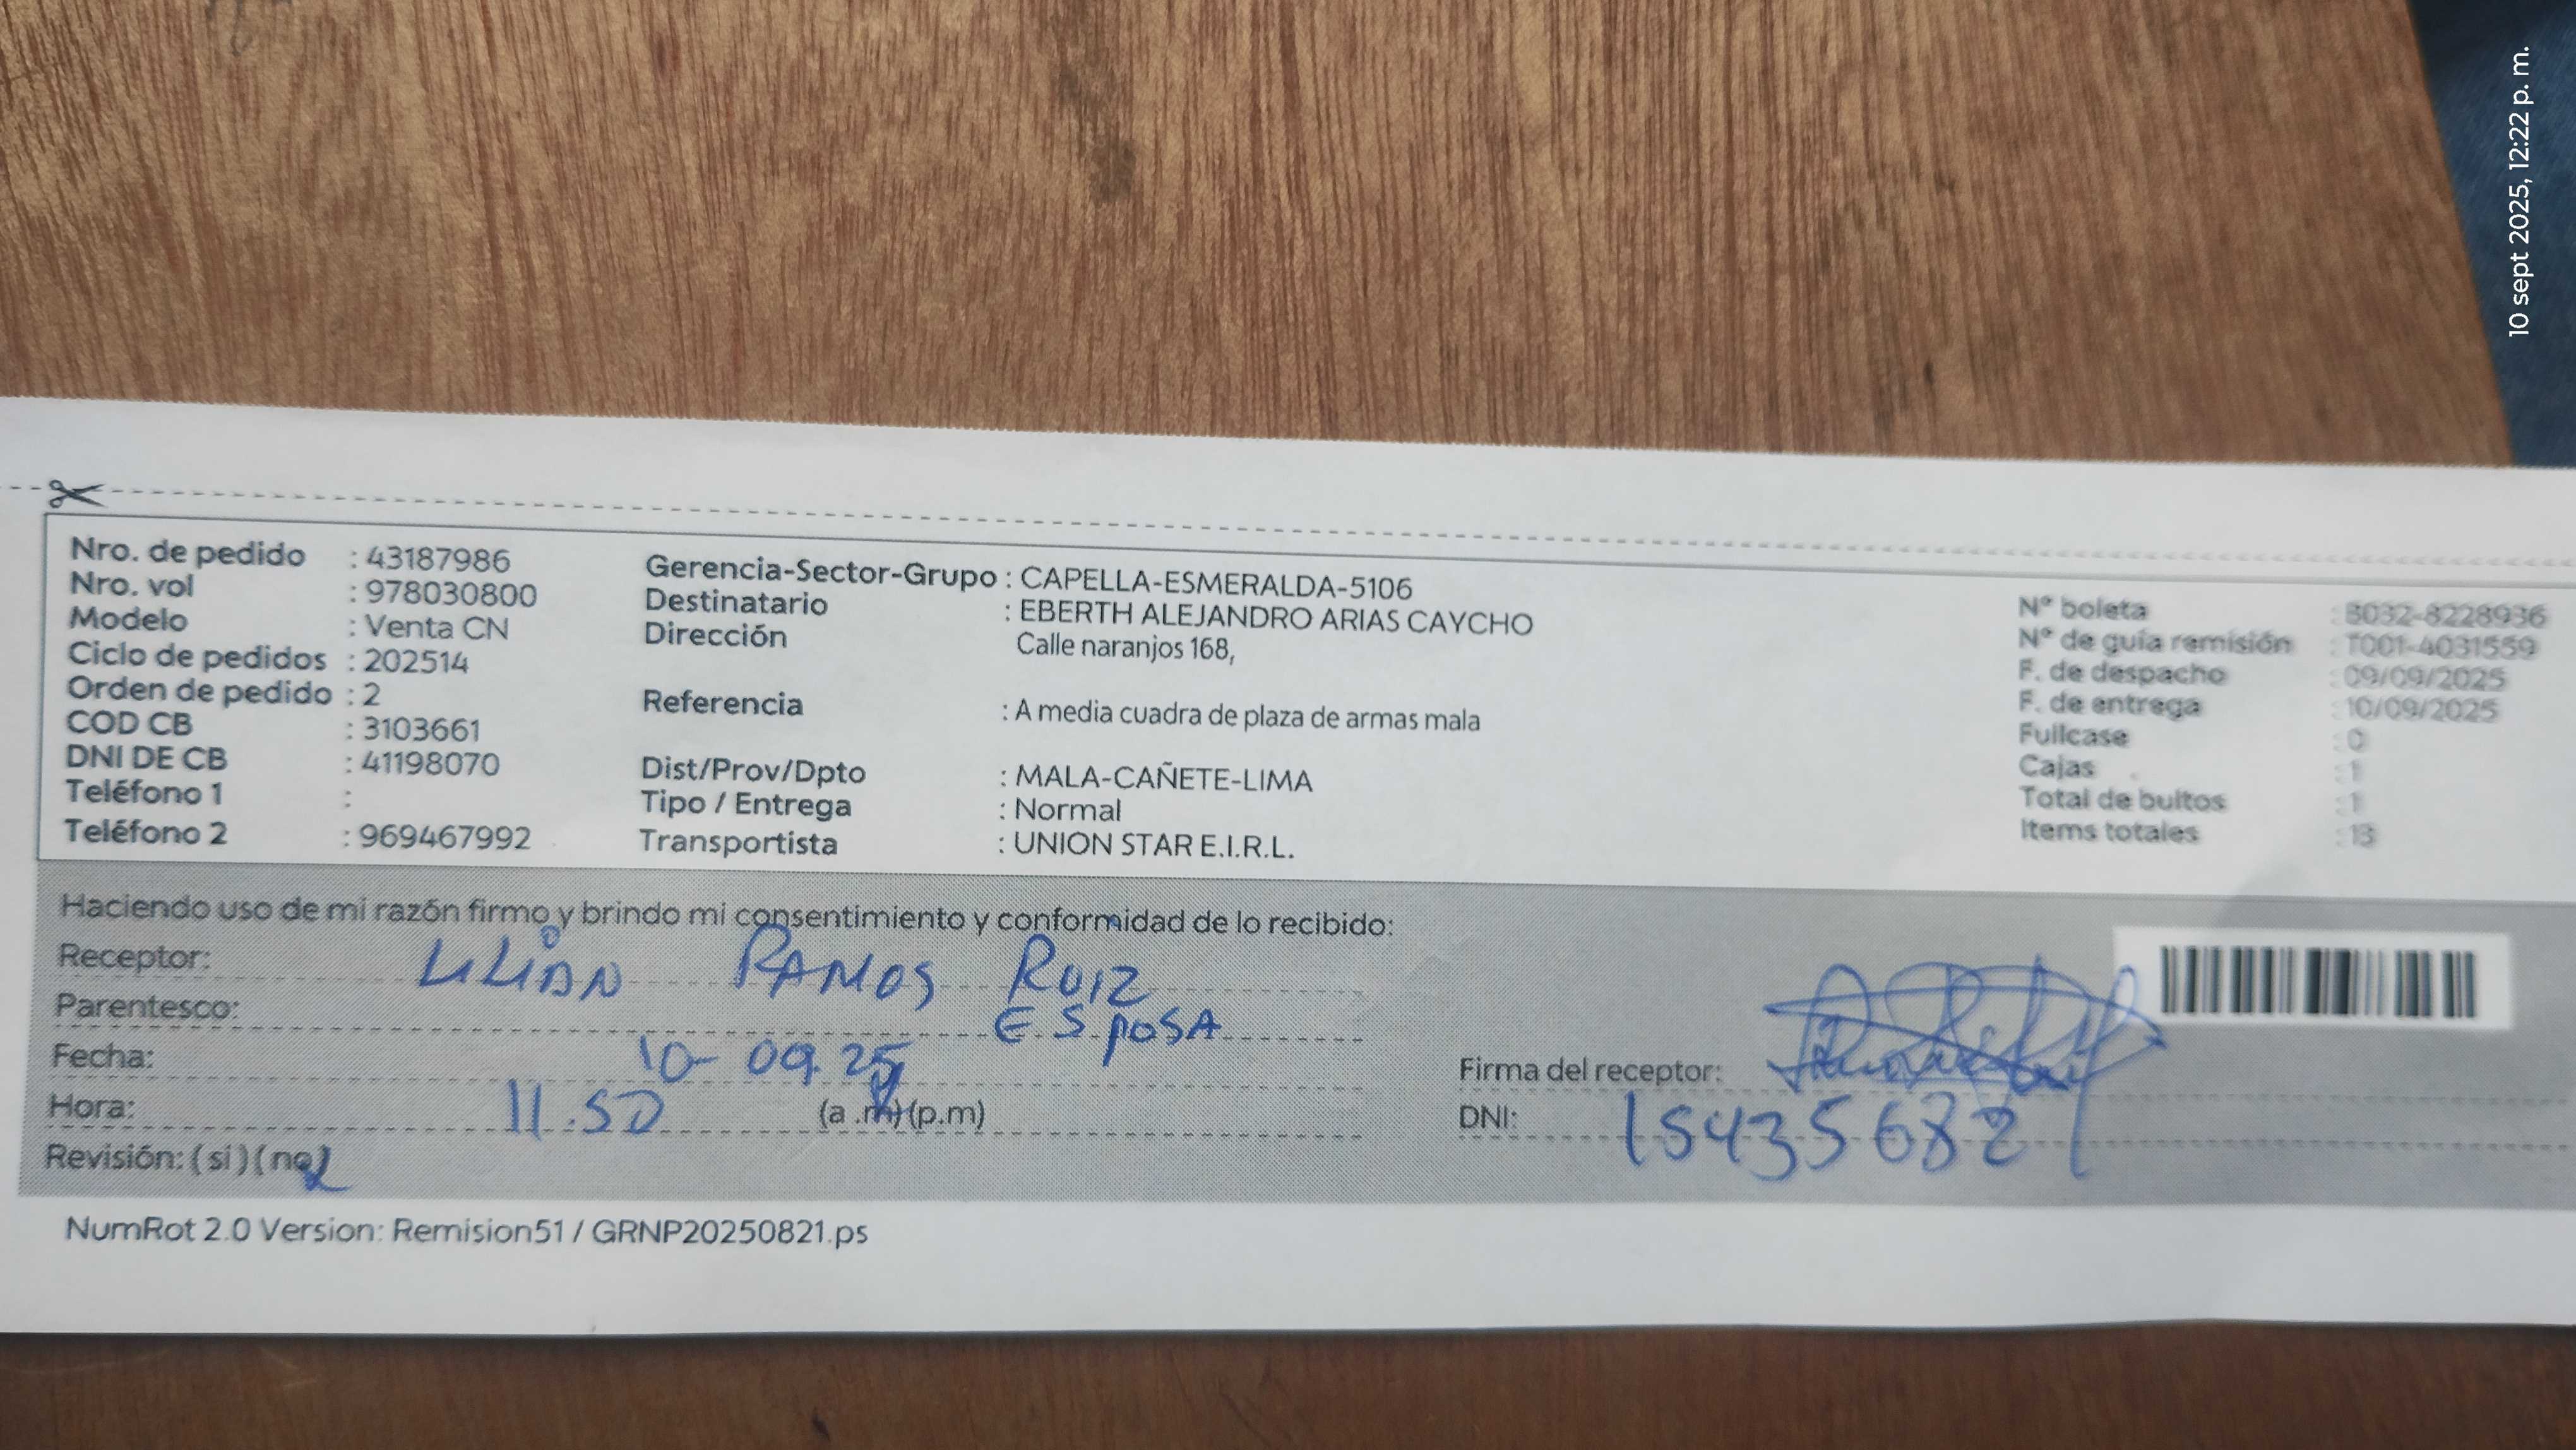 10 sept 2025, 12:22 p. m.
Nro. de pedido : 43187986
Nro. vol : 978030800
Modelo : Venta CN
Ciclo de pedidos : 202514
Orden de pedido : 2
COD CB : 3103661
DNI DE CB : 41198070
Teléfono 1 :
Teléfono 2 : 969467992
Gerencia-Sector-Grupo : CAPELLA-ESMERALDA-5106
Destinatario : EBERTH ALEJANDRO ARIAS CAYCHO
Dirección Calle naranjos 168,
Referencia : A media cuadra de plaza de armas mala
Dist/Prov/Dpto : MALA-CAÑETE-LIMA
Tipo / Entrega : Normal
Transportista : UNION STAR E.I.R.L.
N° boleta : B032-8228936
N° de guía remisión : T001-4031559
F. de despacho : 09/09/2025
F. de entrega : 10/09/2025
Fullcase : 0
Cajas : 1
Total de bultos : 1
Items totales : 13
Haciendo uso de mi razón firmo y brindo mi consentimiento y conformidad de lo recibido:
Receptor: LILIAN RAMOS RUIZ
Parentesco: ESPOSA
Fecha: 10-09.25
Hora: 11.50 (a .m) (p.m)
Revisión: ( si ) ( no )
Firma del receptor:
DNI: 15435682
NumRot 2.0 Version: Remision51 / GRNP20250821.ps